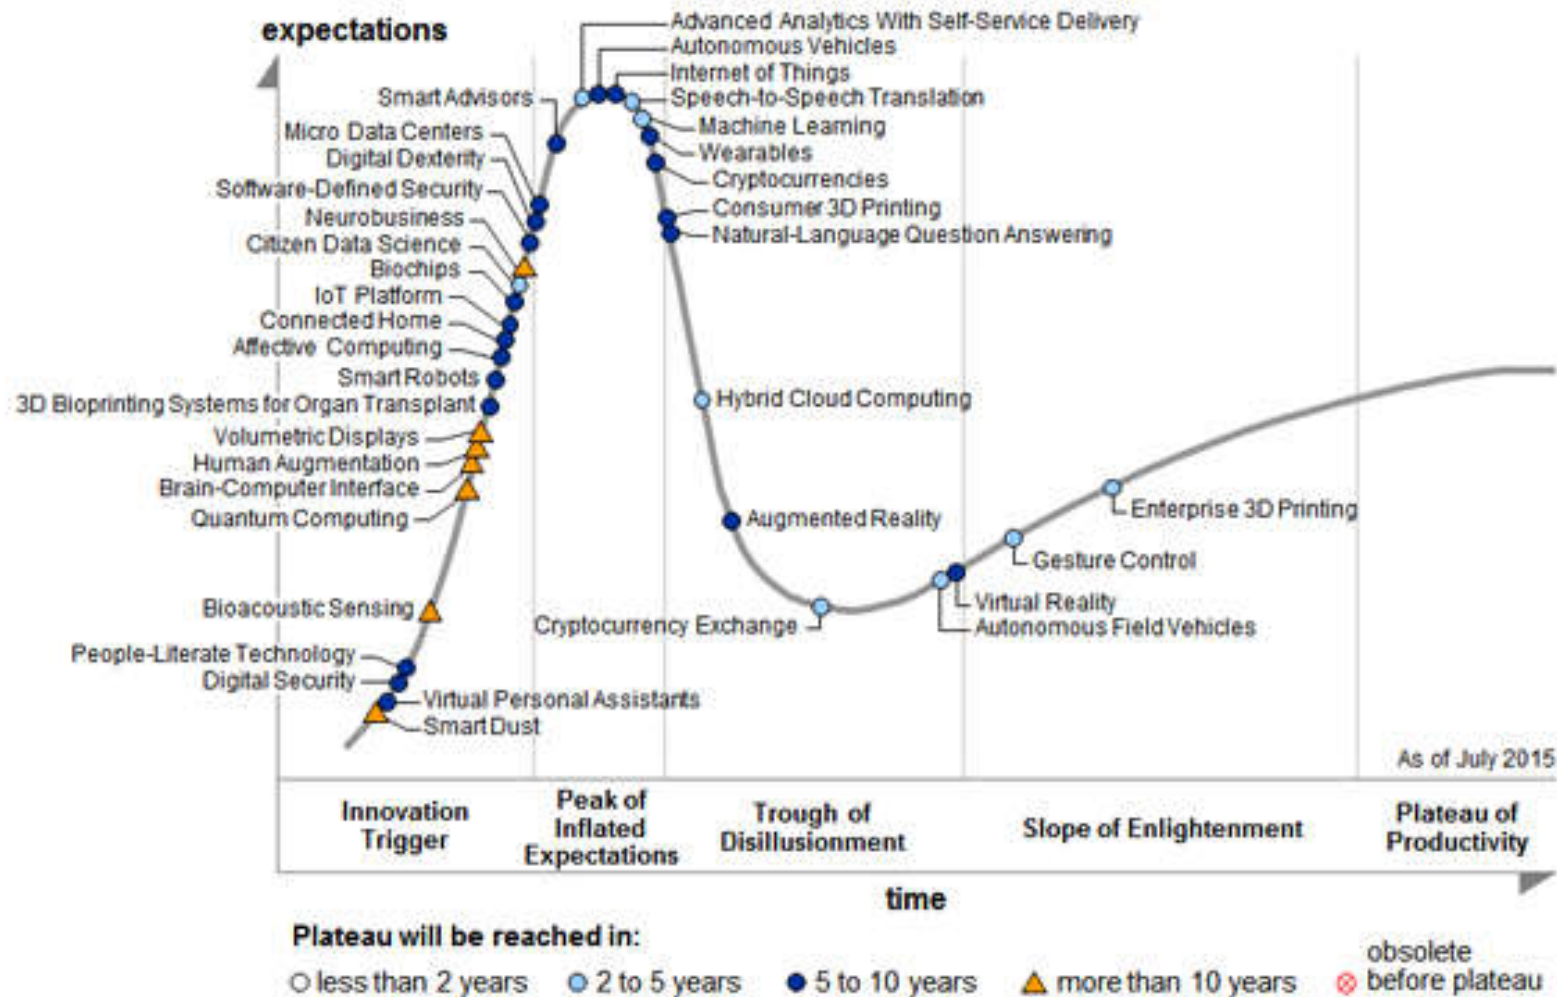 expectations
Advanced Analytics With Self-Service Delivery
Autonomous Vehicles
Internet of Things
Smart Advisors
Speech-to-Speech Translation
Micro Data Centers
Machine Learning
Digital Dexterity
Wearables
Software-Defined Security
Cryptocurrencies
Neurobusiness
Consumer 3D Printing
Citizen Data Science
Natural-Language Question Answering
Biochips
IoT Platform
Connected Home
Affective Computing
Smart Robots
3D Bioprinting Systems for Organ Transplant
Hybrid Cloud Computing
Volumetric Displays
Human Augmentation
Brain-Computer Interface
Quantum Computing
Augmented Reality
Enterprise 3D Printing
Gesture Control
Bioacoustic Sensing
Virtual Reality
Cryptocurrency Exchange
Autonomous Field Vehicles
People-Literate Technology
Digital Security
Virtual Personal Assistants
Smart Dust
As of July 2015
Innovation
Trigger
Peak of
Inflated
Expectations
Trough of
Disillusionment
Slope of Enlightenment
Plateau of
Productivity
time
Plateau will be reached in:
less than 2 years
2 to 5 years
5 to 10 years
more than 10 years
obsolete
before plateau